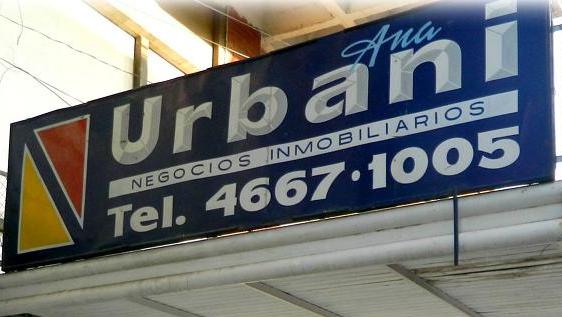 Ana
Urbani
NEGOCIOS INMOBILIARIOS
Tel. 4667·1005